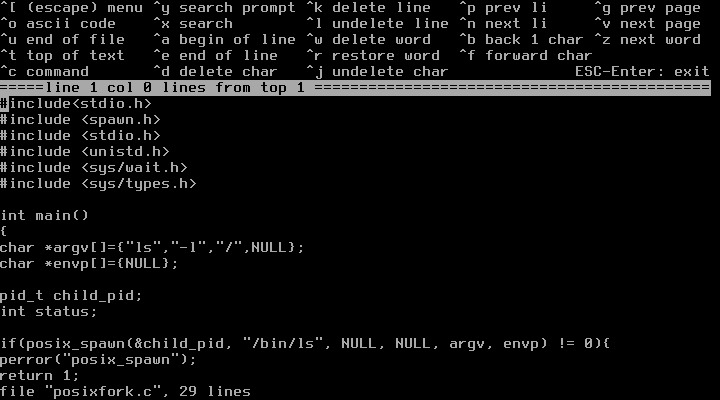 ^[ (escape) menu ^y search prompt ^k delete line ^p prev li ^g prev page
^o ascii code ^x search ^l undelete line ^n next li ^v next page
^u end of file ^a begin of line ^w delete word ^b back 1 char ^z next word
^t top of text ^e end of line ^r restore word ^f forward char
^c command ^d delete char ^j undelete char ESC-Enter: exit
=====line 1 col 0 lines from top 1 ============================================
#include<stdio.h>
#include <spawn.h>
#include <stdio.h>
#include <unistd.h>
#include <sys/wait.h>
#include <sys/types.h>
int main()
{
char *argv[]={"ls","-l","/",NULL};
char *envp[]={NULL};
pid_t child_pid;
int status;
if(posix_spawn(&child_pid, "/bin/ls", NULL, NULL, argv, envp) != 0){
perror("posix_spawn");
return 1;
file "posixfork.c", 29 lines